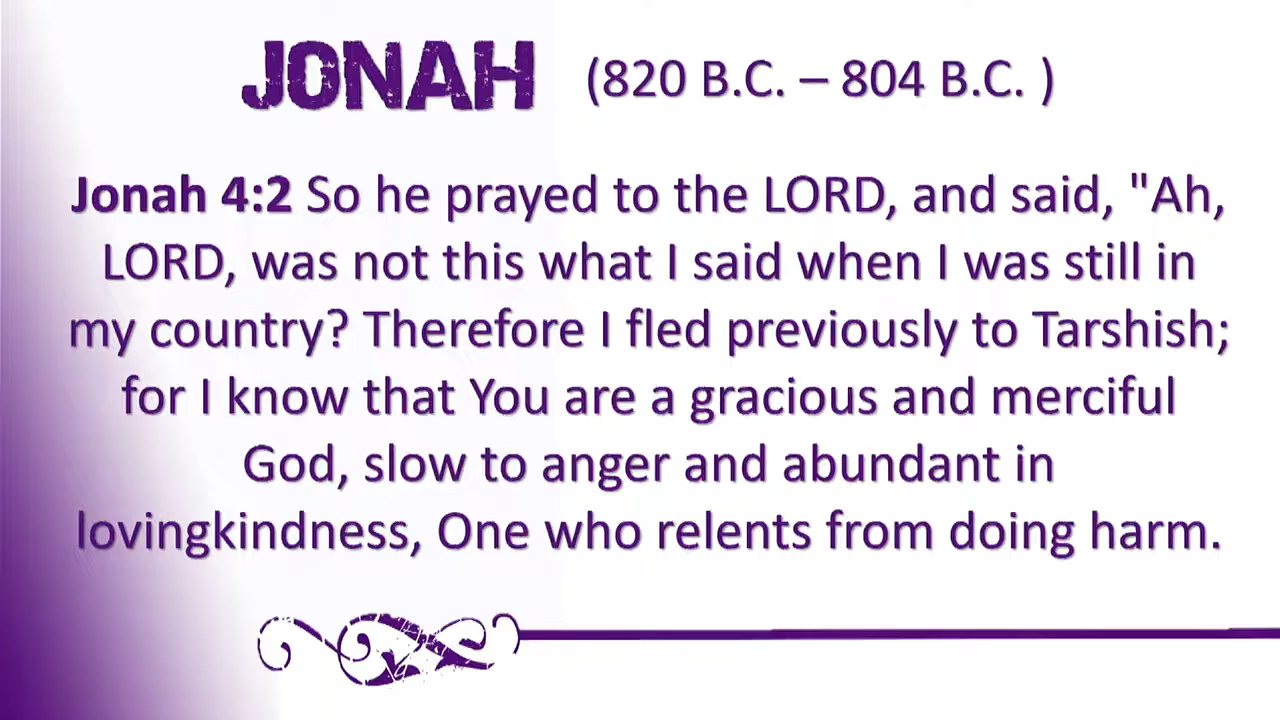 JONAH (820 B.C. – 804 B.C. )
Jonah 4:2 So he prayed to the LORD, and said, "Ah,
LORD, was not this what I said when I was still in
my country? Therefore I fled previously to Tarshish;
for I know that You are a gracious and merciful
God, slow to anger and abundant in
lovingkindness, One who relents from doing harm.